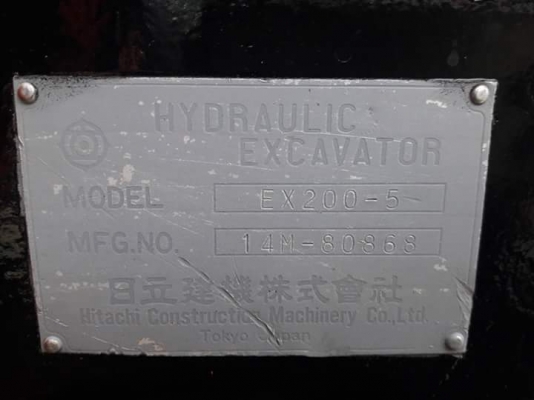 HYDRAULIC
EXCAVATOR
MODEL EX200-5
MFG.NO. 14M-80868
日立建機株式會社
Hitachi Construction Machinery Co., Ltd.
Tokyo Japan